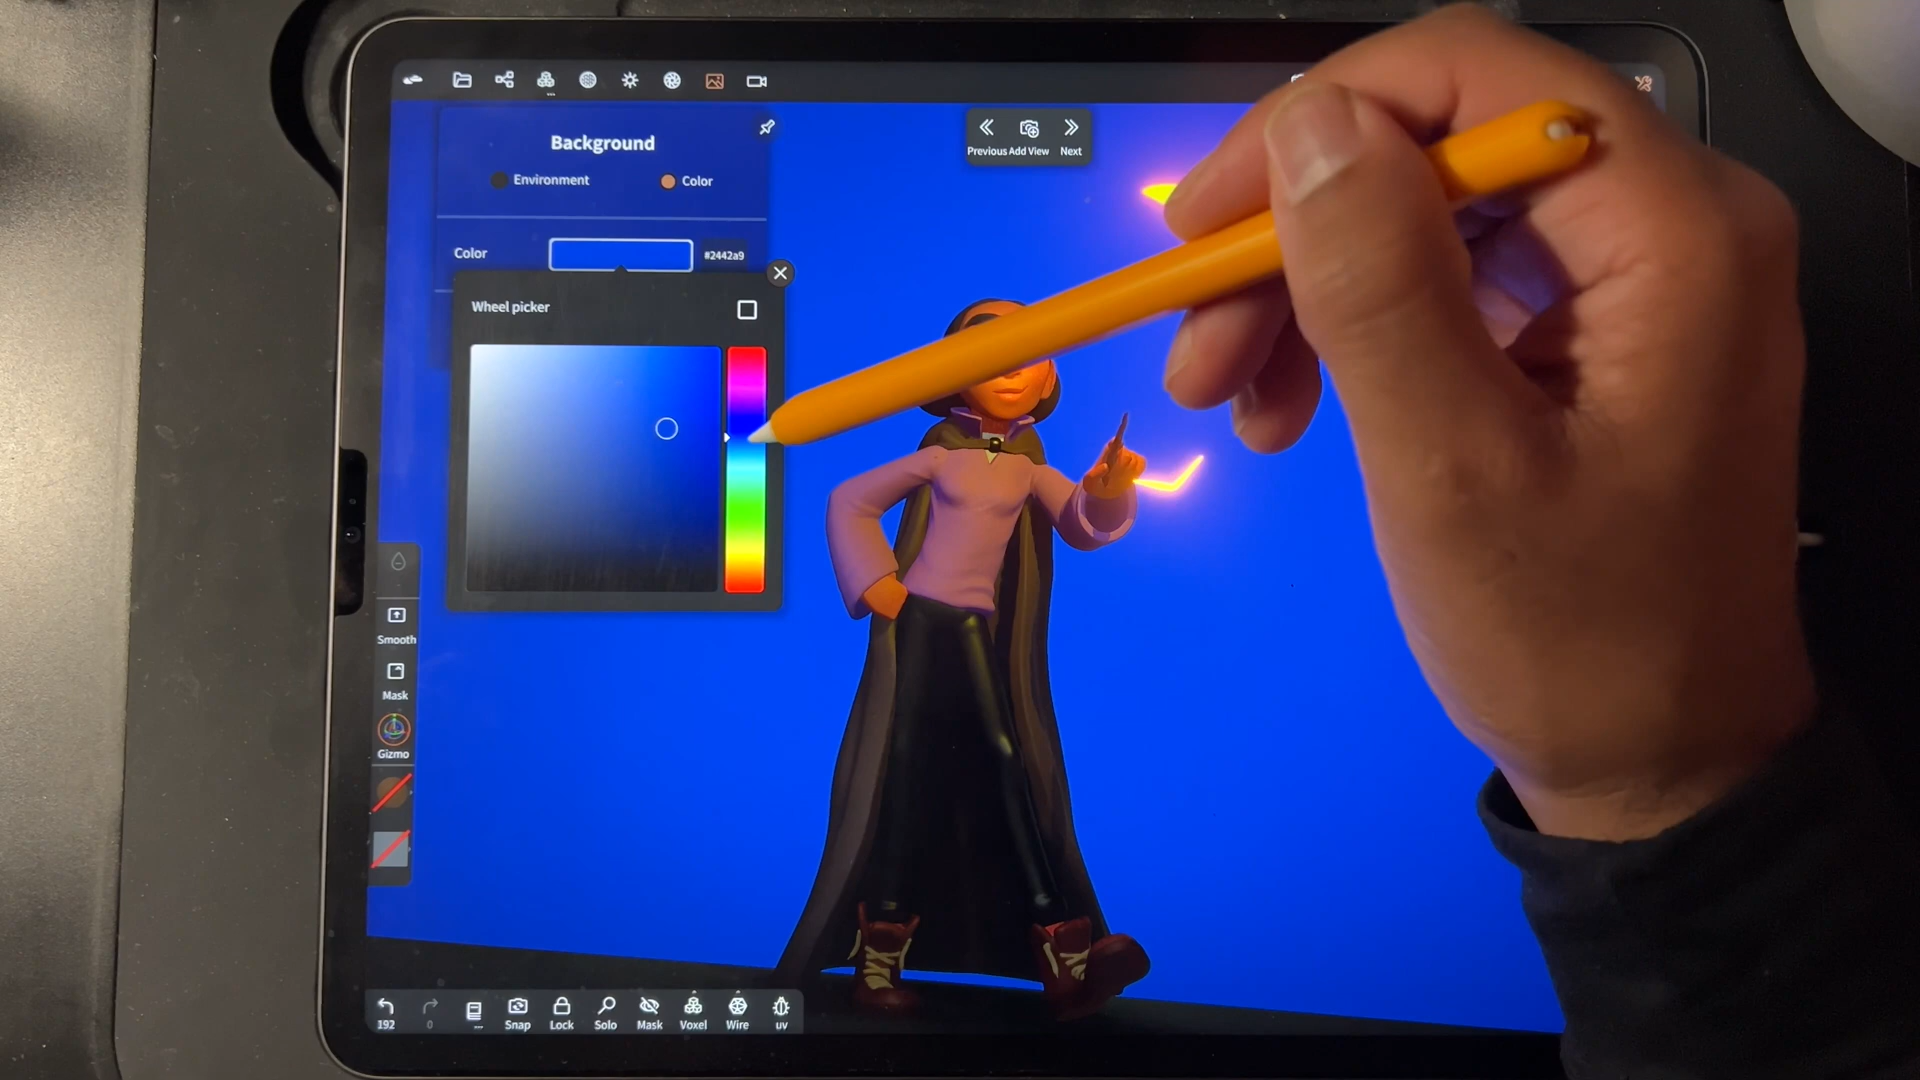 Background
Previous Add View Next
Environment Color
Color #2442a9
Wheel picker
Smooth
Mask
Gizmo
192 0 Snap Lock Solo Mask Voxel Wire uv